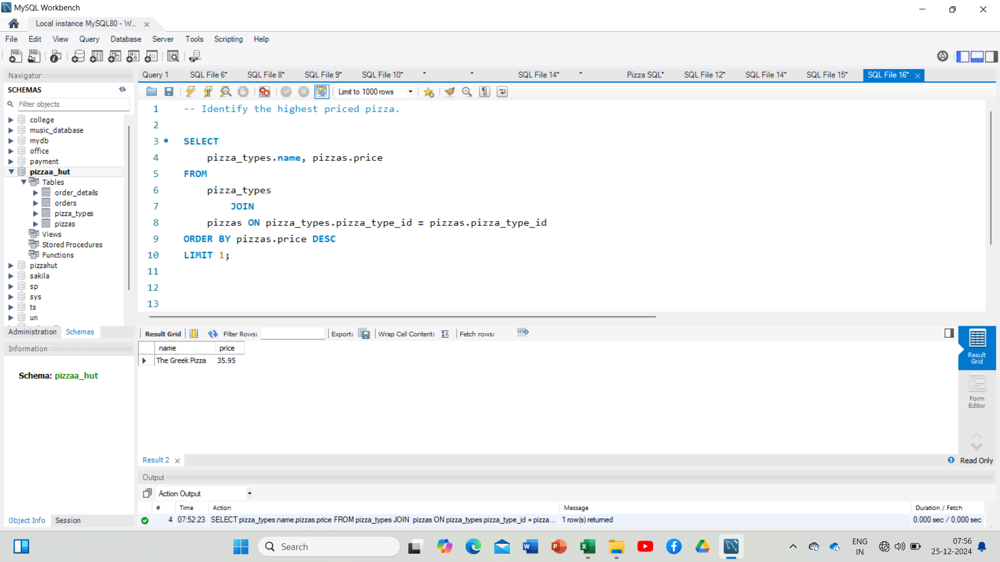 MySQL Workbench
Local instance MySQL80 - W...
File Edit View Query Database Server Tools Scripting Help
Navigator
Query 1 SQL File 6* SQL File 8* SQL File 9* SQL File 10* * * SQL File 14* * Pizza SQL* SQL File 12* SQL File 14* SQL File 15* SQL File 16*
SCHEMAS
Limit to 1000 rows
Filter objects
college
music_database
mydb
office
payment
pizzaa_hut
Tables
order_details
orders
pizza_types
pizzas
Views
Stored Procedures
Functions
pizzahut
sakila
sp
sys
ts
un
1 -- Identify the highest priced pizza.
2
3 SELECT
4 pizza_types.name, pizzas.price
5 FROM
6 pizza_types
7 JOIN
8 pizzas ON pizza_types.pizza_type_id = pizzas.pizza_type_id
9 ORDER BY pizzas.price DESC
10 LIMIT 1;
11
12
13
Administration Schemas
Information
Schema: pizzaa_hut
Object Info Session
Result Grid Filter Rows: Export: Wrap Cell Content: Fetch rows:
name price
The Greek Pizza 35.95
Result
Grid
Form
Editor
Result 2
Read Only
Output
Action Output
# Time Action Message Duration / Fetch
4 07:52:23 SELECT pizza_types.name,pizzas.price FROM pizza_types JOIN pizzas ON pizza_types.pizza_type_id = pizza... 1 row(s) returned 0.000 sec / 0.000 sec
Search
ENG
IN
07:56
25-12-2024